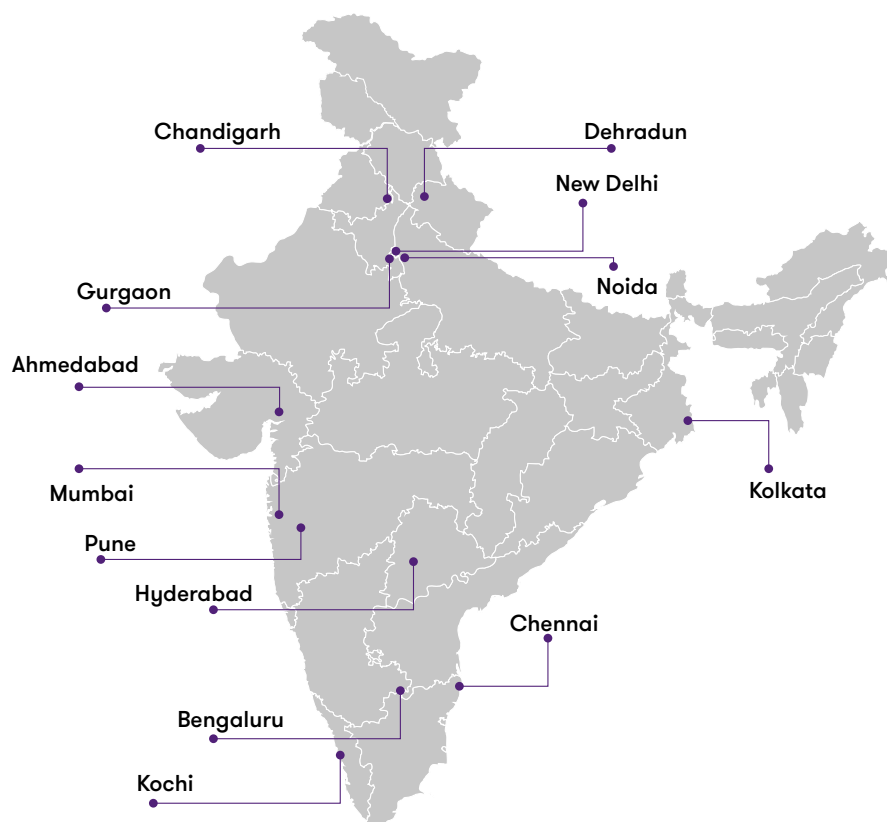 Chandigarh
Dehradun
New Delhi
Noida
Gurgaon
Ahmedabad
Mumbai
Kolkata
Pune
Hyderabad
Chennai
Bengaluru
Kochi